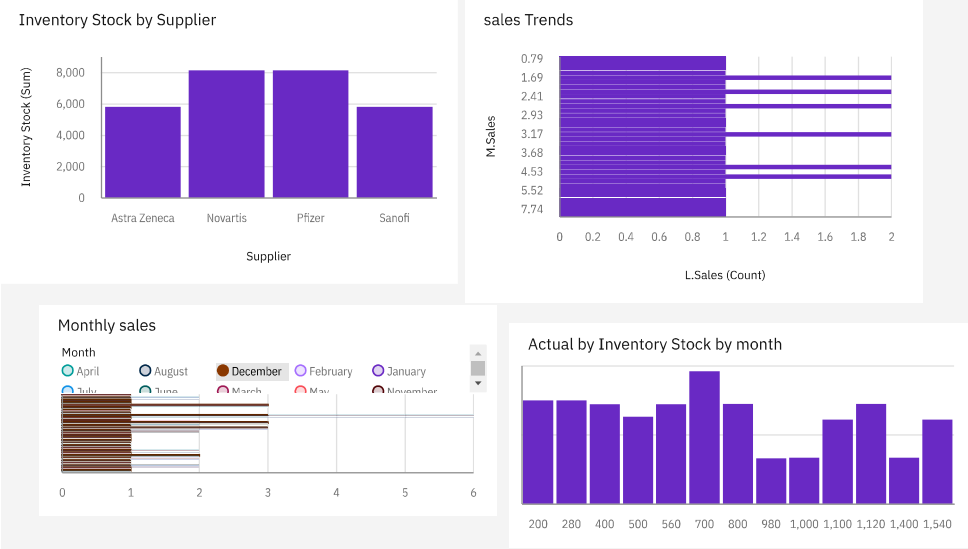 Inventory Stock by Supplier
Inventory Stock (Sum)
8,000
6,000
4,000
2,000
0
Astra Zeneca Novartis Pfizer Sanofi
Supplier
sales Trends
M.Sales
0.79
1.69
2.41
2.93
3.17
3.68
4.53
5.52
7.74
0 0.2 0.4 0.6 0.8 1 1.2 1.4 1.6 1.8 2
L.Sales (Count)
Monthly sales
Month
April August December February January
July June March May November
0 1 2 3 4 5 6
Actual by Inventory Stock by month
200 280 400 500 560 700 800 980 1,000 1,100 1,120 1,400 1,540